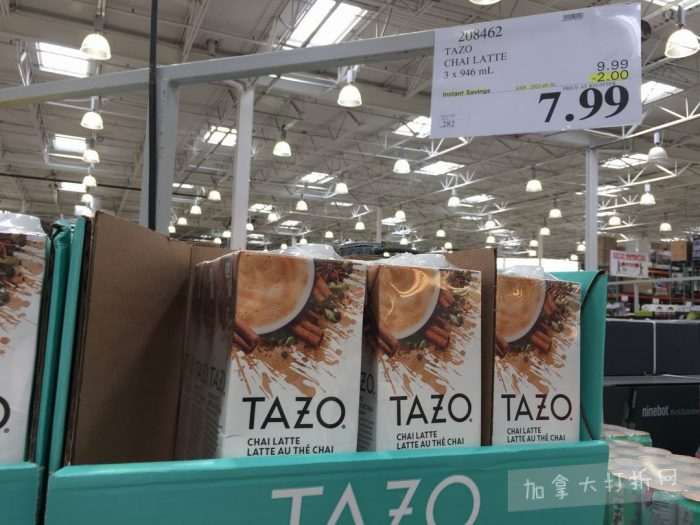 208462
TAZO
CHAI LATTE
3 x 946 mL
9.99
-2.00
Instant Savings
7.99
.282
TAZO
CHAI LATTE
LATTE AU THÉ CHAI
TAZO
CHAI LATTE
LATTE AU THÉ CHAI
TAZO
CHAI LATTE
LATTE AU THÉ CHAI
TAZO
ninebot
加拿大打折网